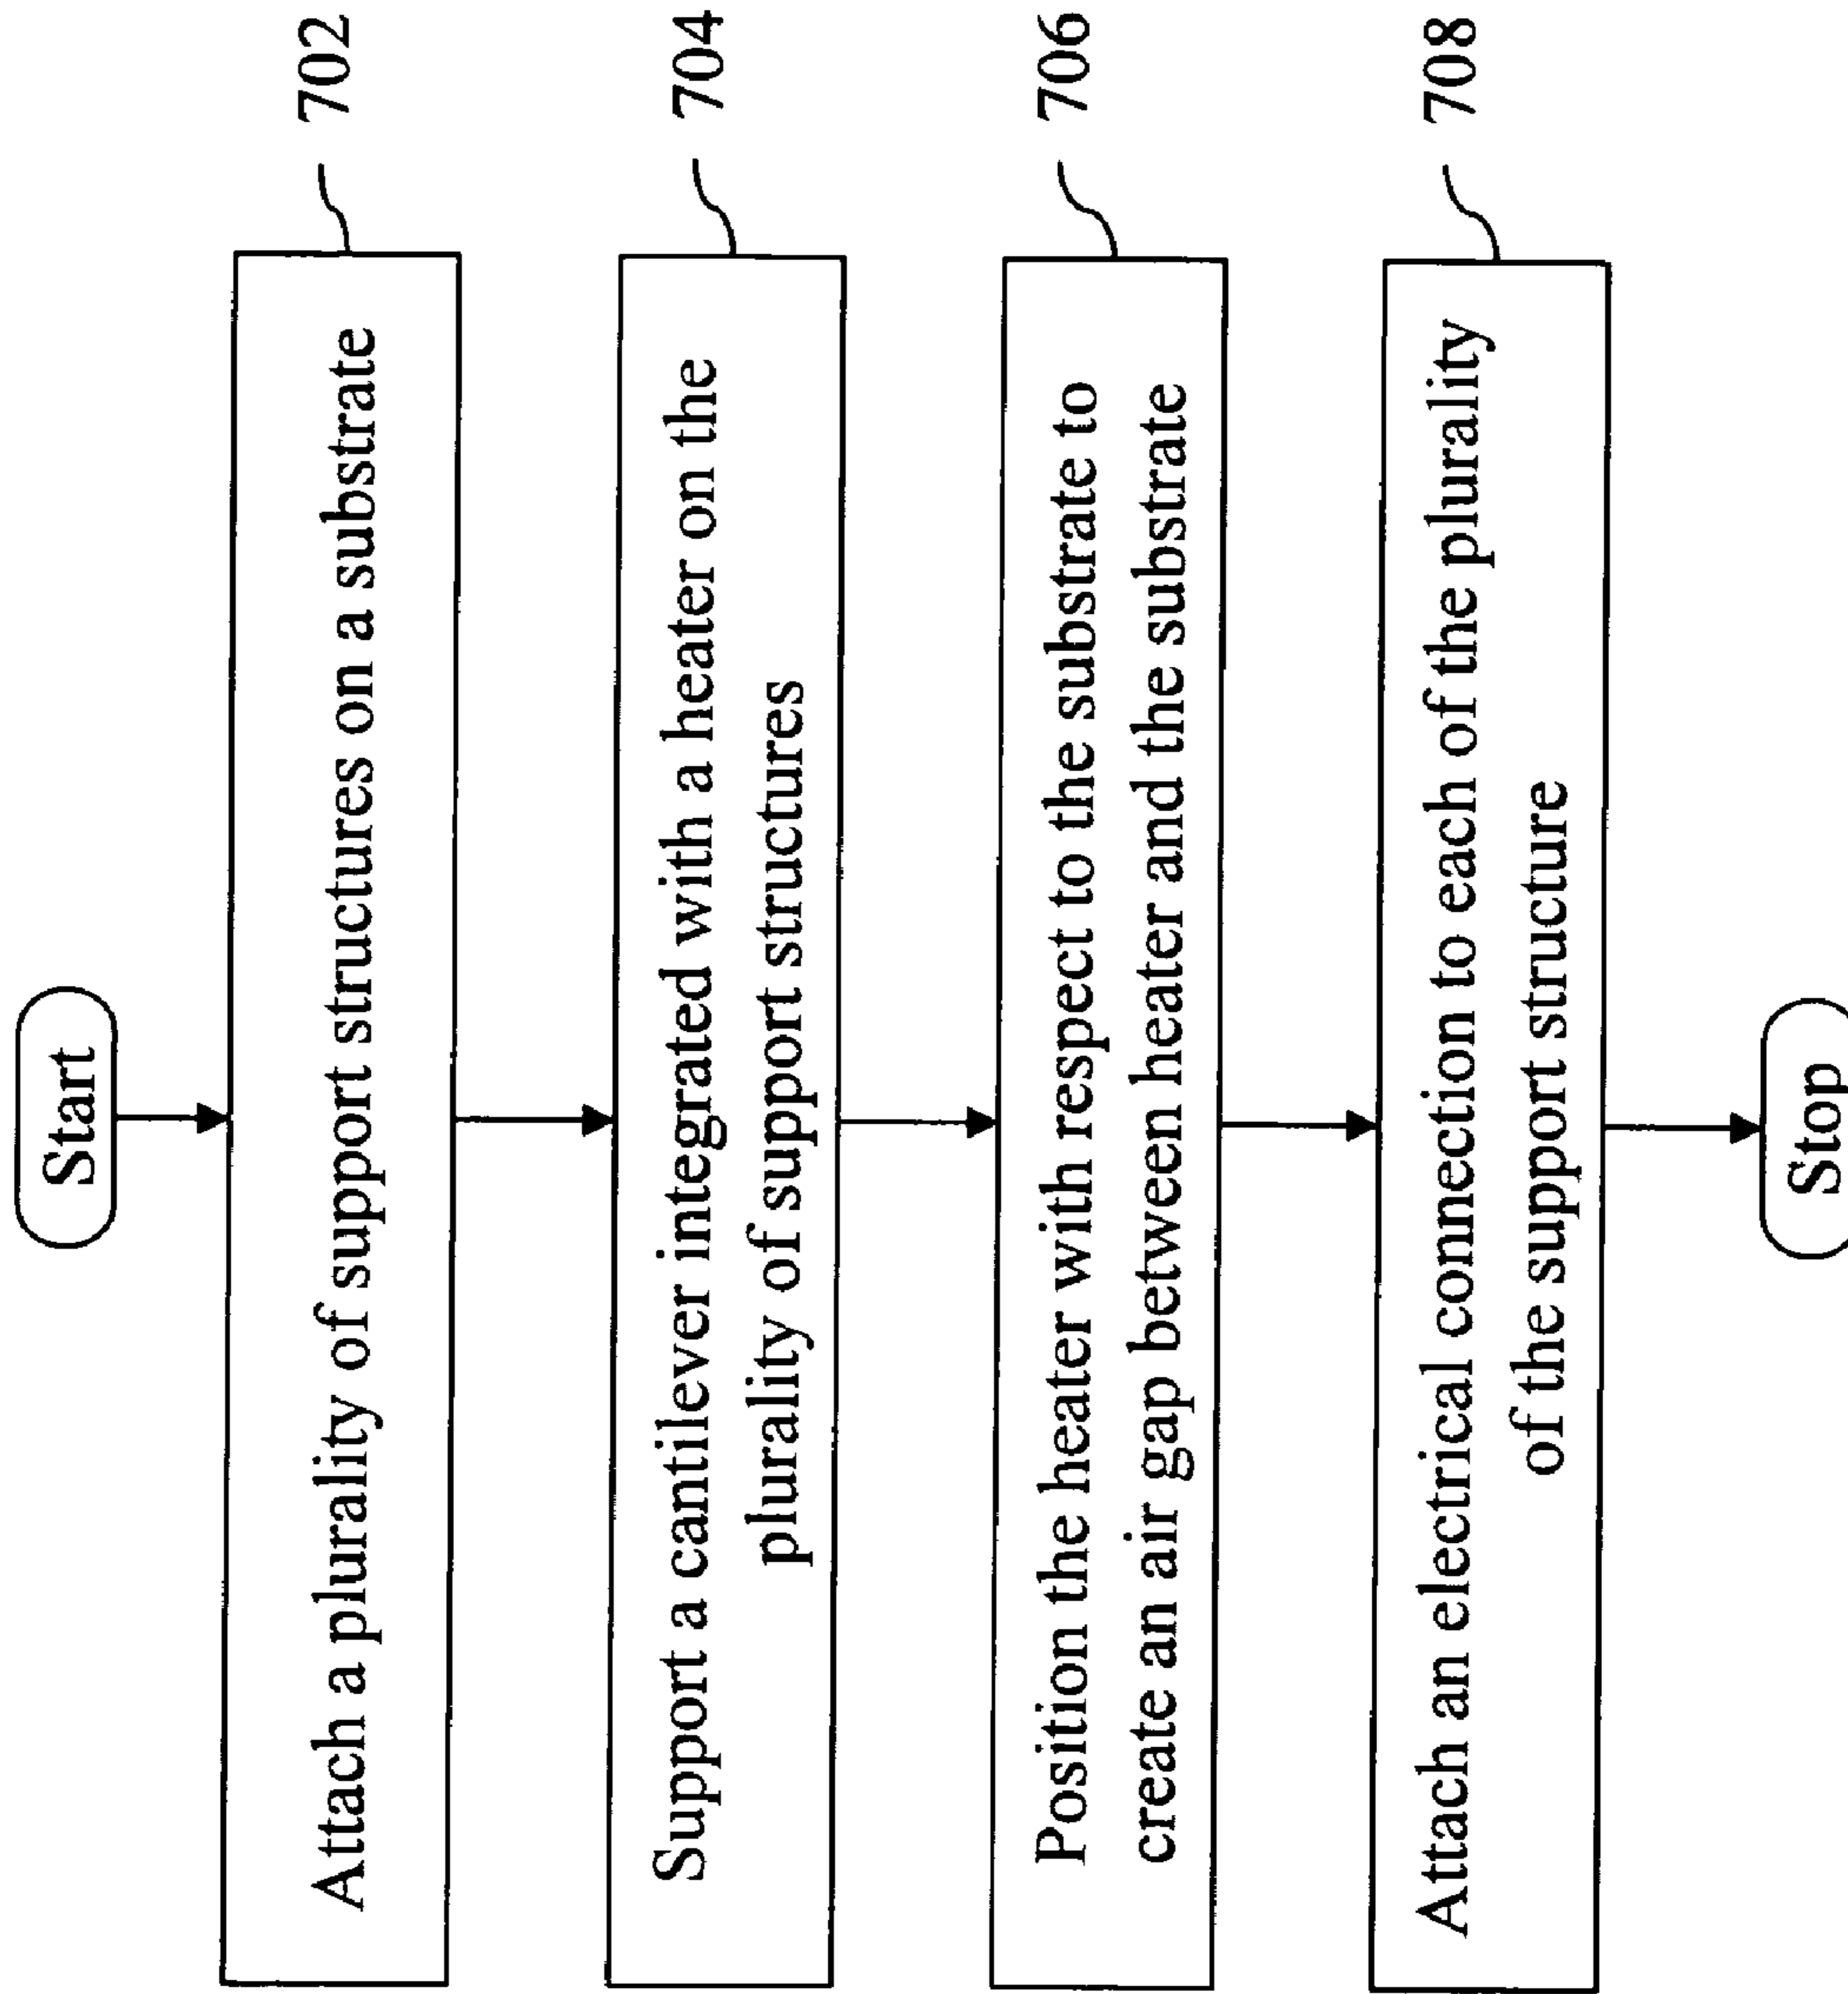 Start
Attach a plurality of support structures on a substrate
702
Support a cantilever integrated with a heater on the
plurality of support structures
704
Position the heater with respect to the substrate to
create an air gap between heater and the substrate
706
Attach an electrical connection to each of the plurality
of the support structure
708
Stop